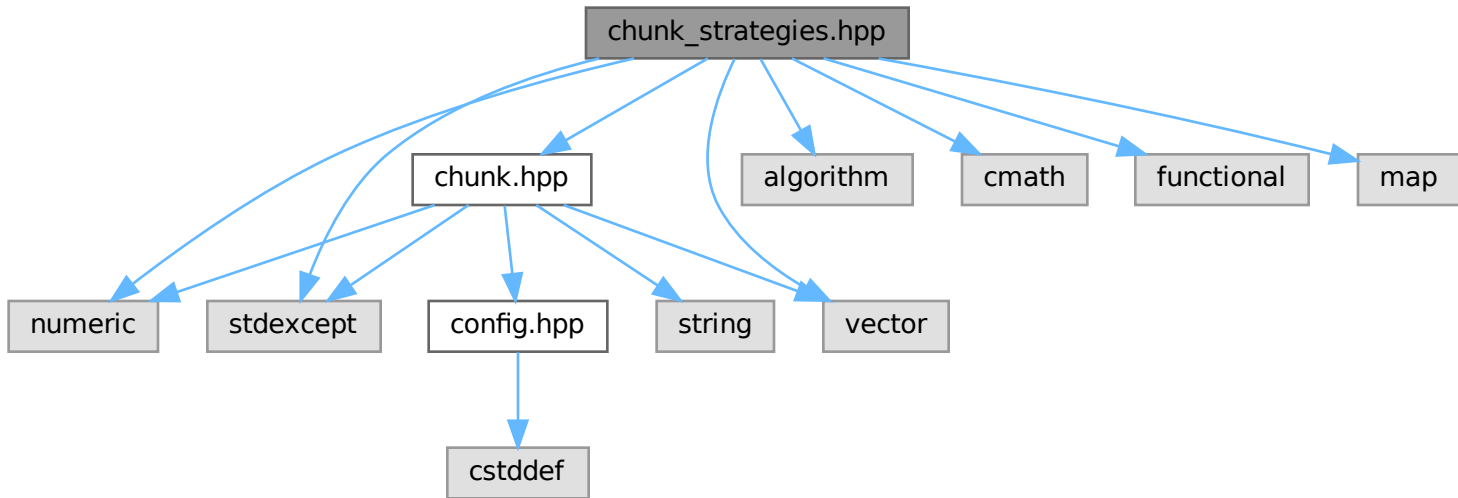 chunk_strategies.hpp
chunk.hpp
algorithm
cmath
functional
map
numeric
stdexcept
config.hpp
string
vector
cstddef